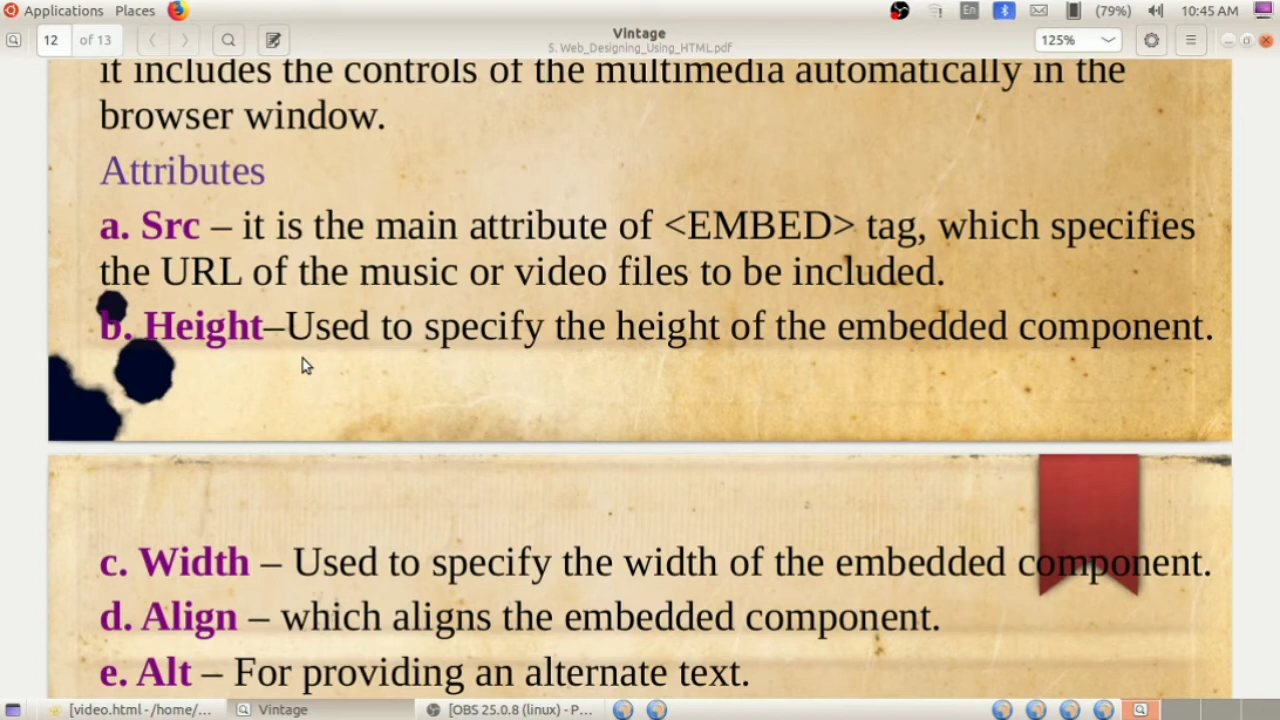 Applications Places En (79%) 10:45 AM
12 of 13 Vintage 125%
5. Web_Designing_Using_HTML.pdf
it includes the controls of the multimedia automatically in the
browser window.
Attributes
a. Src – it is the main attribute of <EMBED> tag, which specifies
the URL of the music or video files to be included.
b. Height–Used to specify the height of the embedded component.
c. Width – Used to specify the width of the embedded component.
d. Align – which aligns the embedded component.
e. Alt – For providing an alternate text.
[video.html - /home/... Vintage [OBS 25.0.8 (linux) - P...